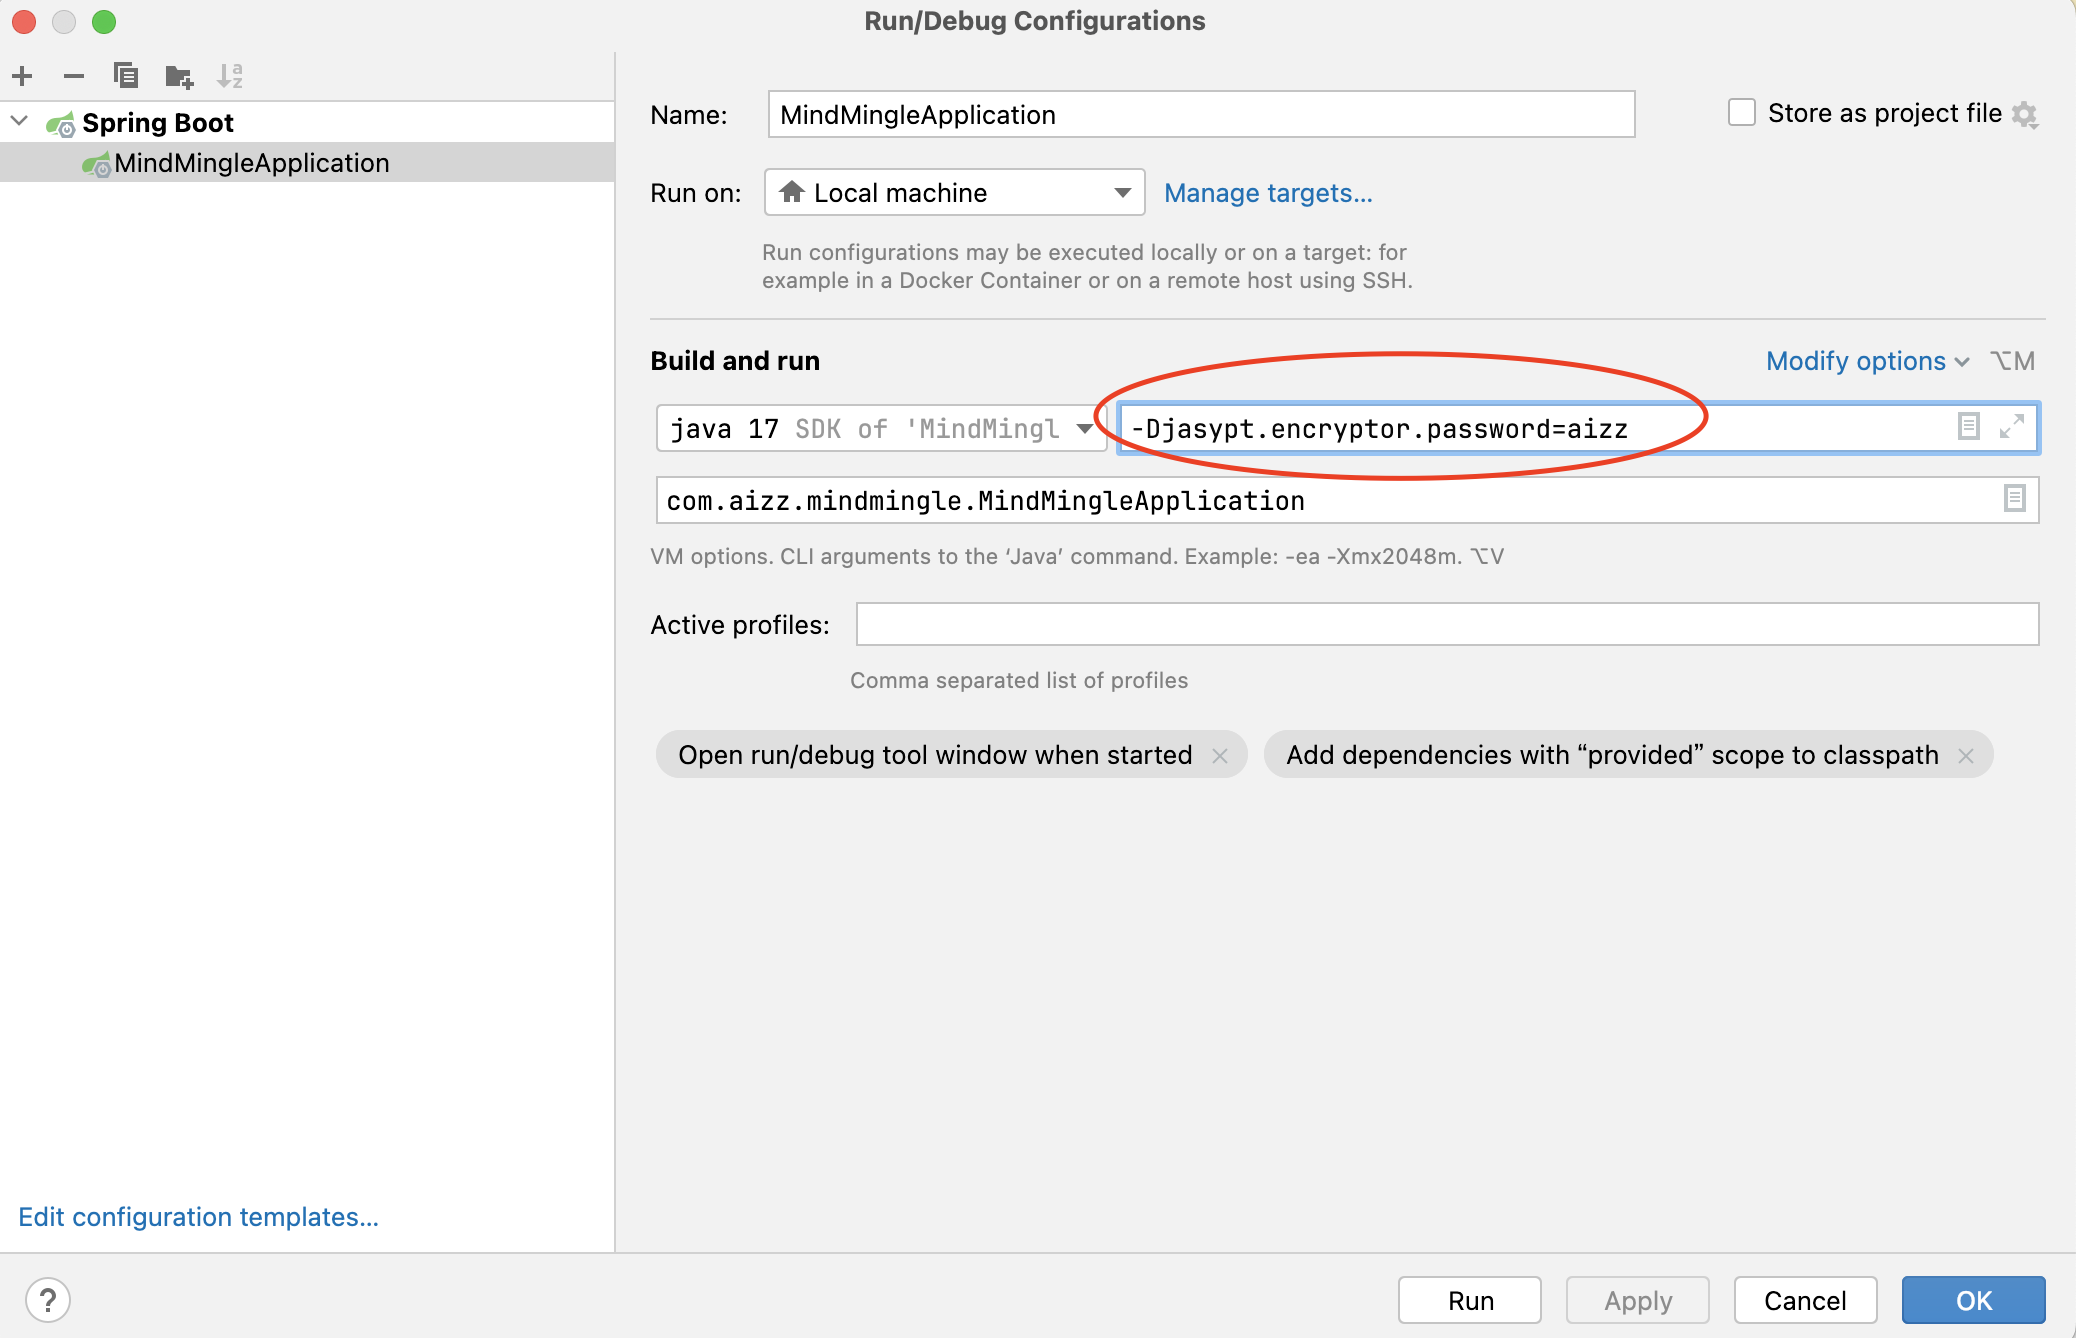 Run/Debug Configurations
Spring Boot
MindMingleApplication
Edit configuration templates...
Name: MindMingleApplication
Store as project file
Run on: Local machine
Manage targets...
Run configurations may be executed locally or on a target: for
example in a Docker Container or on a remote host using SSH.
Build and run
Modify options ⌥M
java 17 SDK of 'MindMingl
-Djasypt.encryptor.password=aizz
com.aizz.mindmingle.MindMingleApplication
VM options. CLI arguments to the ‘Java’ command. Example: -ea -Xmx2048m. ⌥V
Active profiles:
Comma separated list of profiles
Open run/debug tool window when started
Add dependencies with “provided” scope to classpath
?
Run
Apply
Cancel
OK